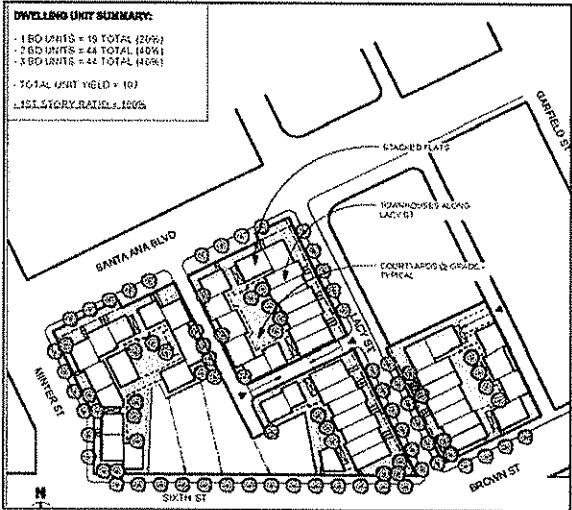 DWELLING UNIT SUMMARY:
- 1 BD UNITS = 19 TOTAL (20%)
- 2 BD UNITS = 44 TOTAL (40%)
- 3 BD UNITS = 44 TOTAL (40%)
- TOTAL UNIT YIELD = 107
- 1ST STORY RATIO = 100%
GARFIELD ST
STACKED FLATS
TOWNHOUSES ALONG
LACY ST
SANTA ANA BLVD
COURTYARDS @ GRADE -
TYPICAL
LACY ST
MINTER ST
BROWN ST
SIXTH ST
N